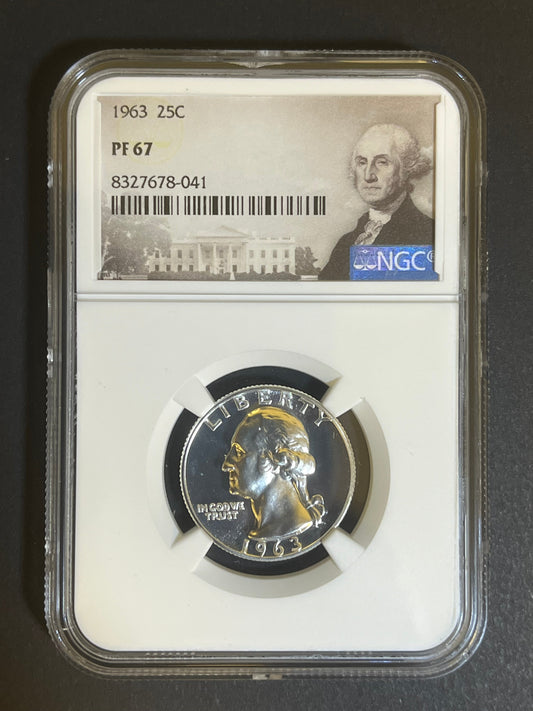 1963 25C
PF 67
8327678-041
NGC
LIBERTY
IN GOD WE
TRUST
1963